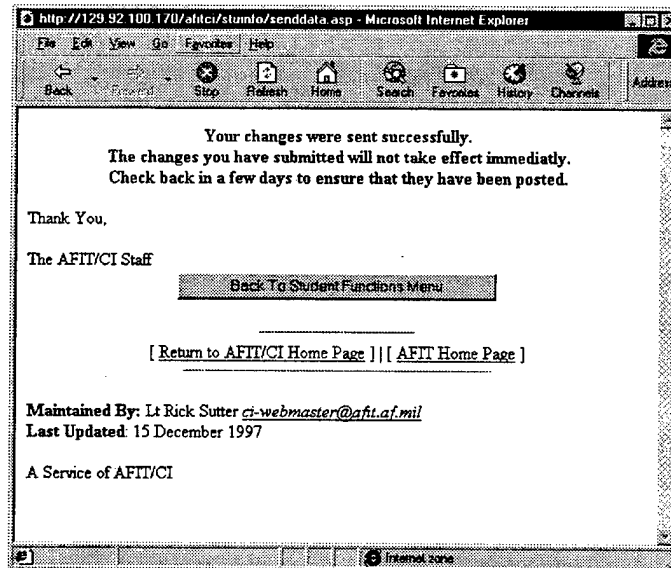 http://129.92.100.170/afitci/stuinfo/senddata.asp - Microsoft Internet Explorer
File Edit View Go Favorites Help
Back Forward Stop Refresh Home Search Favorites History Channels Address
Your changes were sent successfully.
The changes you have submitted will not take effect immediatly.
Check back in a few days to ensure that they have been posted.
Thank You,
The AFIT/CI Staff
Back To Student Functions Menu
[ Return to AFIT/CI Home Page ] | [ AFIT Home Page ]
Maintained By: Lt Rick Sutter ci-webmaster@afit.af.mil
Last Updated: 15 December 1997
A Service of AFIT/CI
Internet zone